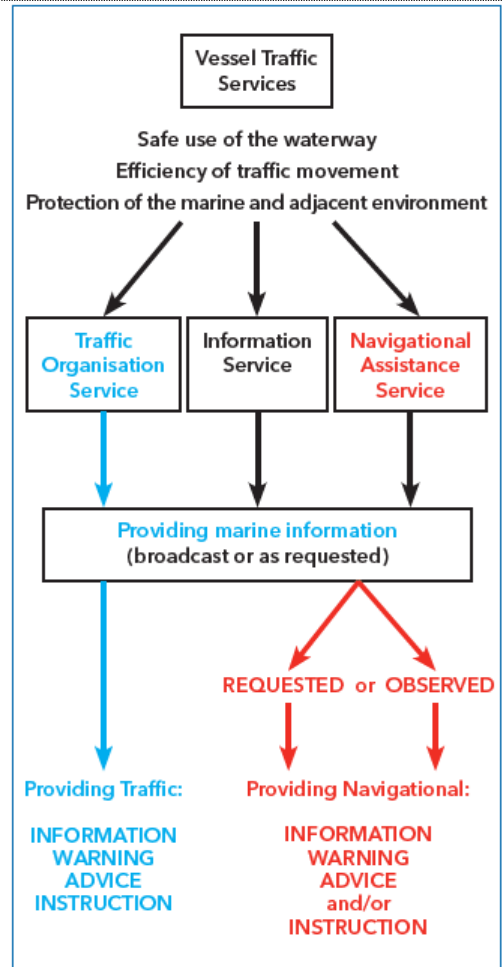 Vessel Traffic
Services
Safe use of the waterway
Efficiency of traffic movement
Protection of the marine and adjacent environment
Traffic
Organisation
Service
Information
Service
Navigational
Assistance
Service
Providing marine information
(broadcast or as requested)
REQUESTED or OBSERVED
Providing Traffic:
INFORMATION
WARNING
ADVICE
INSTRUCTION
Providing Navigational:
INFORMATION
WARNING
ADVICE
and/or
INSTRUCTION